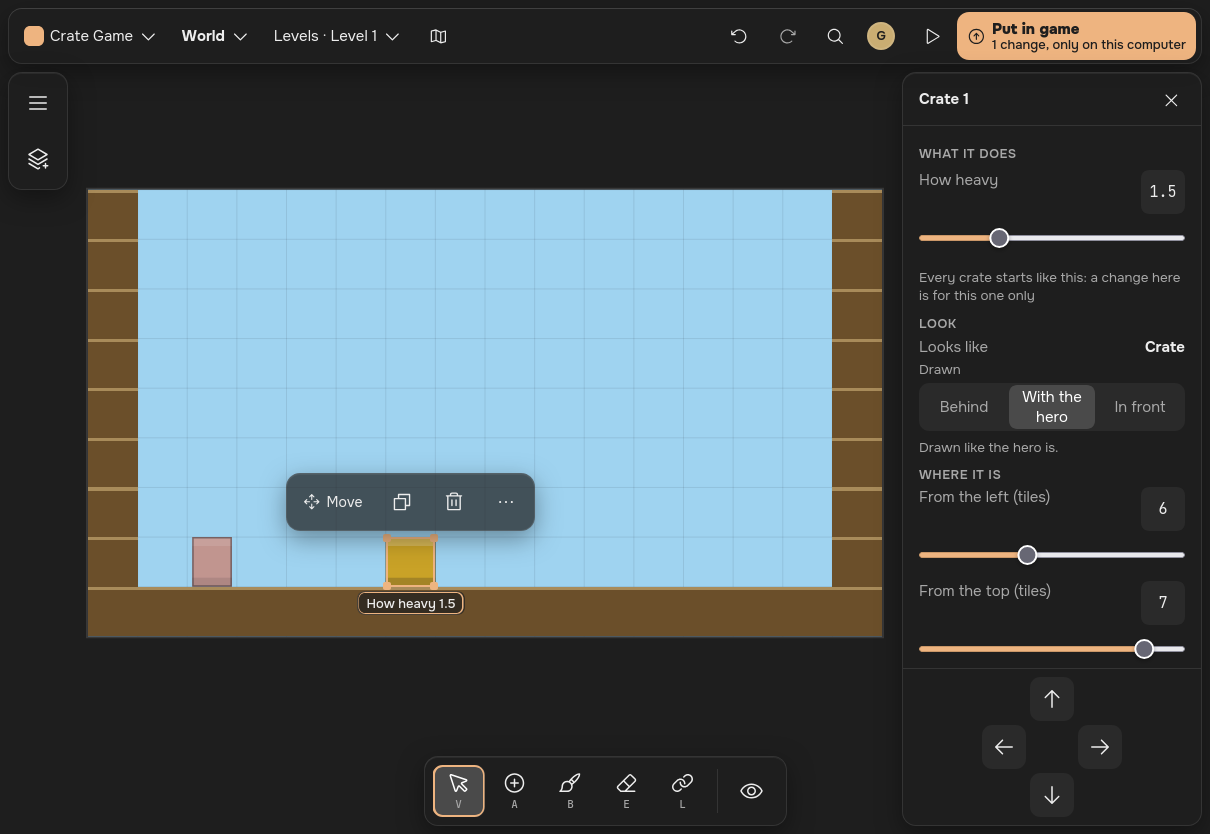 Crate Game
World
Levels · Level 1
G
Put in game
1 change, only on this computer
Crate 1
WHAT IT DOES
How heavy
1.5
Every crate starts like this: a change here
is for this one only
LOOK
Looks like
Crate
Drawn
Behind
With the
hero
In front
Drawn like the hero is.
WHERE IT IS
From the left (tiles)
6
From the top (tiles)
7
Move
How heavy 1.5
V
A
B
E
L